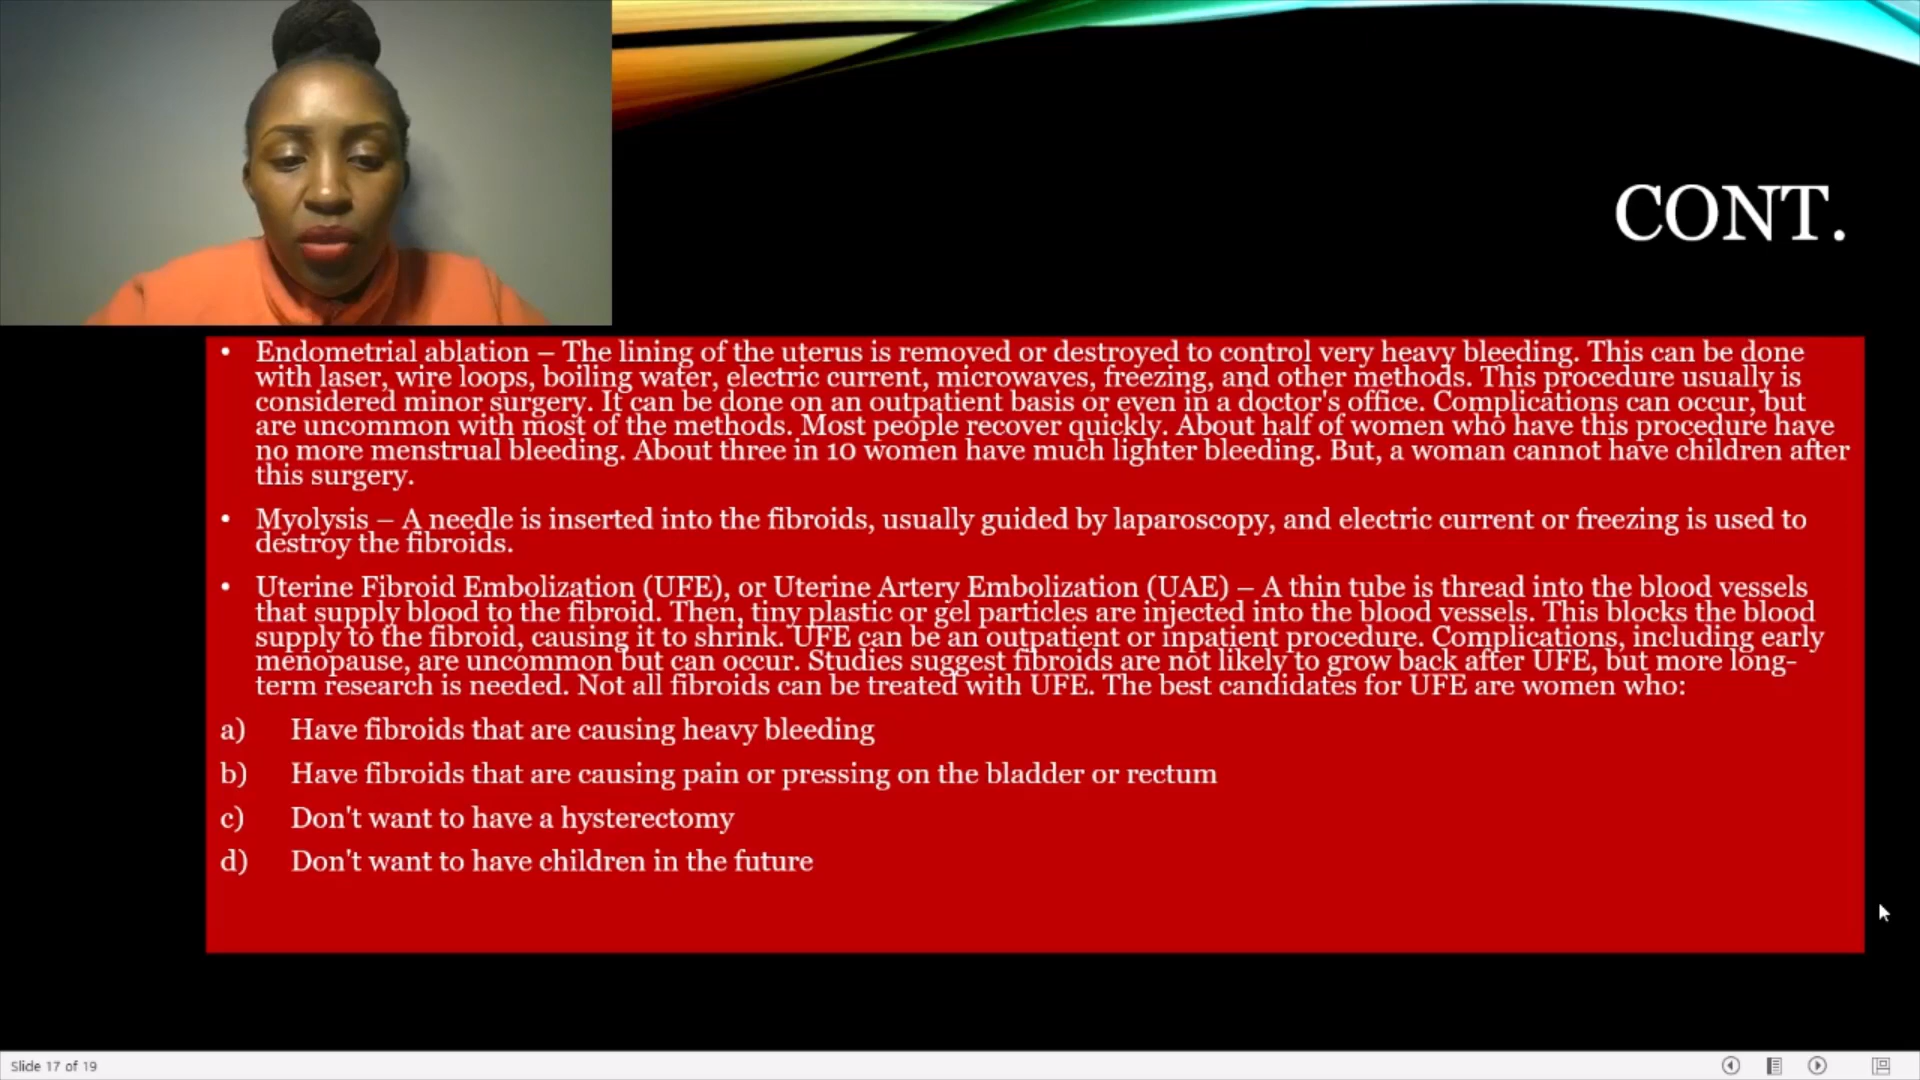 CONT.
• Endometrial ablation – The lining of the uterus is removed or destroyed to control very heavy bleeding. This can be done
with laser, wire loops, boiling water, electric current, microwaves, freezing, and other methods. This procedure usually is
considered minor surgery. It can be done on an outpatient basis or even in a doctor's office. Complications can occur, but
are uncommon with most of the methods. Most people recover quickly. About half of women who have this procedure have
no more menstrual bleeding. About three in 10 women have much lighter bleeding. But, a woman cannot have children after
this surgery.
• Myolysis – A needle is inserted into the fibroids, usually guided by laparoscopy, and electric current or freezing is used to
destroy the fibroids.
• Uterine Fibroid Embolization (UFE), or Uterine Artery Embolization (UAE) – A thin tube is thread into the blood vessels
that supply blood to the fibroid. Then, tiny plastic or gel particles are injected into the blood vessels. This blocks the blood
supply to the fibroid, causing it to shrink. UFE can be an outpatient or inpatient procedure. Complications, including early
menopause, are uncommon but can occur. Studies suggest fibroids are not likely to grow back after UFE, but more long-
term research is needed. Not all fibroids can be treated with UFE. The best candidates for UFE are women who:
a) Have fibroids that are causing heavy bleeding
b) Have fibroids that are causing pain or pressing on the bladder or rectum
c) Don't want to have a hysterectomy
d) Don't want to have children in the future
Slide 17 of 19